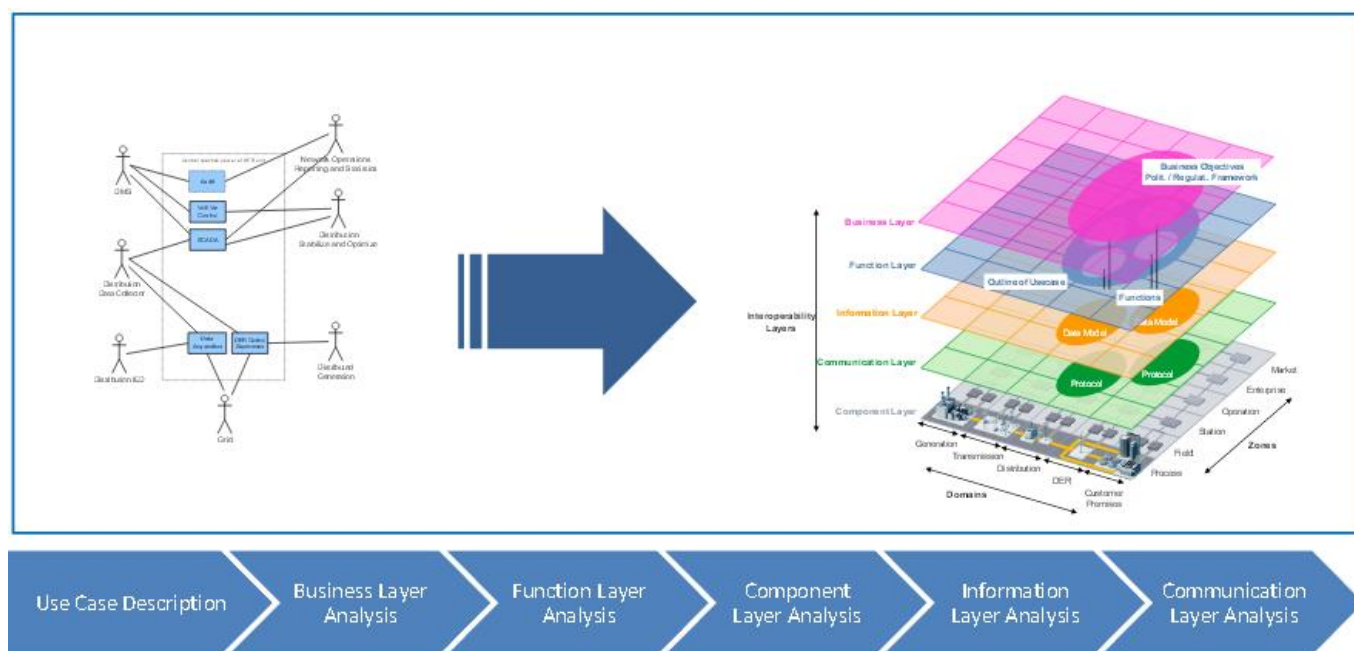 Network Operations
Reporting and Statistics
DMS
Audit
Control
SCADA
Distribution
Stabilize and Optimize
Distribution
Data Collector
Data
Acquisition
Distribution IED
Distributed
Generation
Grid
Business Objectives
Polit. / Regulat. Framework
Business Layer
Function Layer
Outline of Usecase
Functions
Interoperability
Layers
Information Layer
Data Model
Data Model
Communication Layer
Protocol
Protocol
Component Layer
Generation
Transmission
Distribution
DER
Customer
Premises
Domains
Market
Enterprise
Operation
Station
Field
Process
Zones
Use Case Description
Business Layer
Analysis
Function Layer
Analysis
Component
Layer Analysis
Information
Layer Analysis
Communication
Layer Analysis